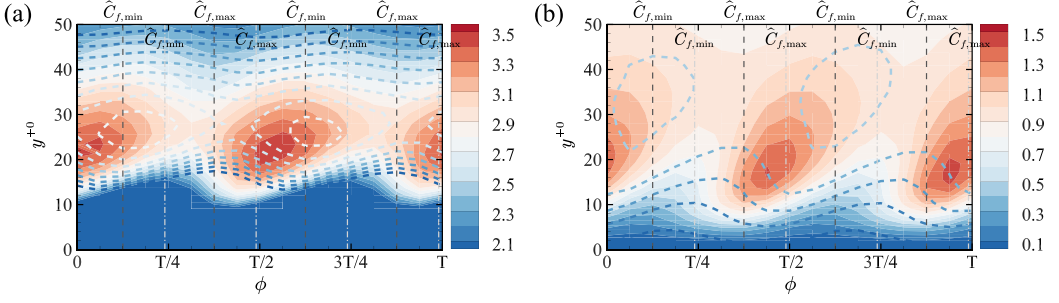 (a)
Ĉf,min Ĉf,max Ĉf,min Ĉf,max
Ĉf,min Ĉf,max Ĉf,min Ĉf,max
50
40
30
20
10
0
y+0
0 T/4 T/2 3T/4 T
ϕ
3.5
3.3
3.1
2.9
2.7
2.5
2.3
2.1
(b)
Ĉf,min Ĉf,max Ĉf,min Ĉf,max
Ĉf,min Ĉf,max Ĉf,min Ĉf,max
50
40
30
20
10
0
y+0
0 T/4 T/2 3T/4 T
ϕ
1.5
1.3
1.1
0.9
0.7
0.5
0.3
0.1